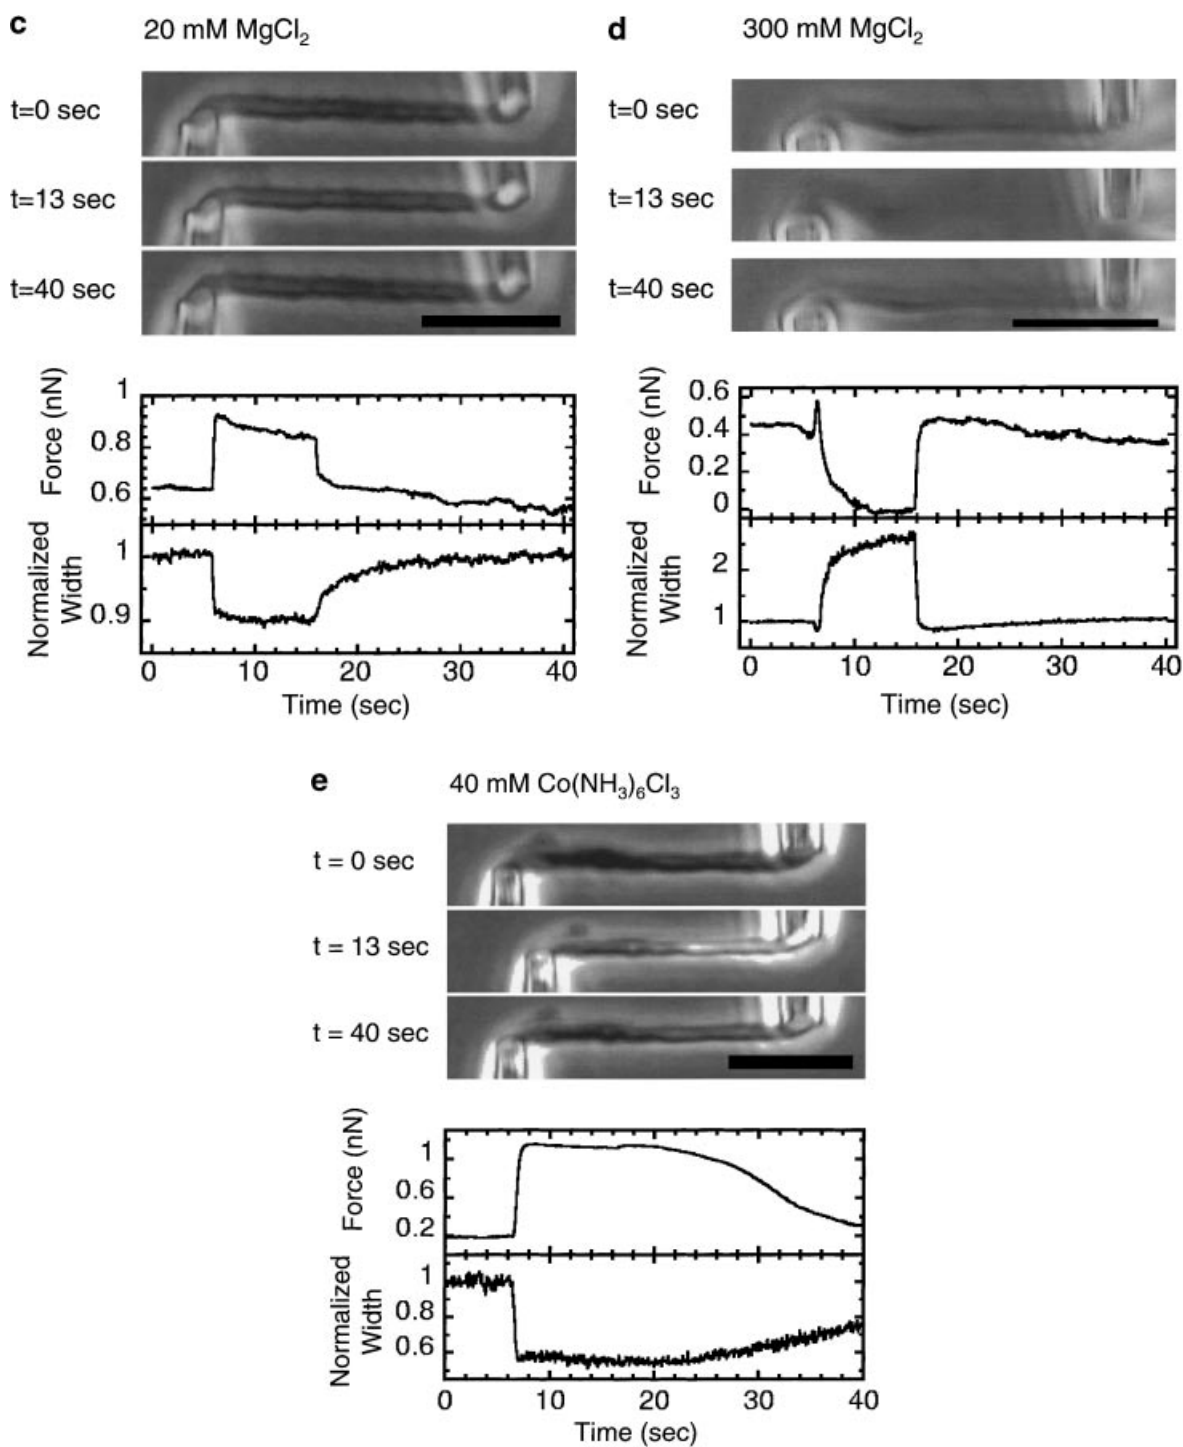 c 20 mM MgCl₂
t=0 sec
t=13 sec
t=40 sec
Force (nN)
1
0.8
0.6
Normalized
Width
1
0.9
0 10 20 30 40
Time (sec)
d 300 mM MgCl₂
t=0 sec
t=13 sec
t=40 sec
Force (nN)
0.6
0.4
0.2
0
Normalized
Width
2
1
0 10 20 30 40
Time (sec)
e 40 mM Co(NH₃)₆Cl₃
t = 0 sec
t = 13 sec
t = 40 sec
Force (nN)
1
0.6
0.2
Normalized
Width
1
0.8
0.6
0 10 20 30 40
Time (sec)